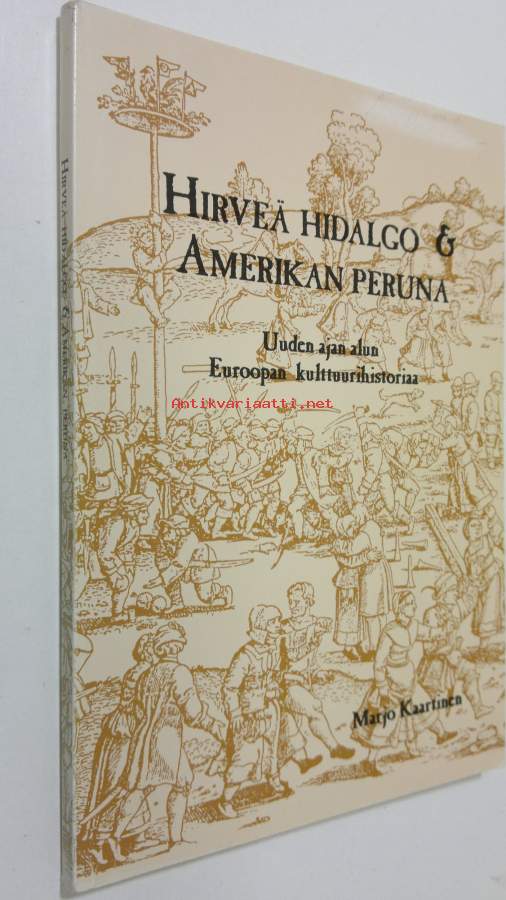 HIRVEÄ HIDALGO &
AMERIKAN PERUNA
Uuden ajan alun
Euroopan kulttuurihistoriaa
Antikvariaatti.net
Marjo Kaartinen
HIRVEÄ HIDALGO & AMERIKAN PERUNA